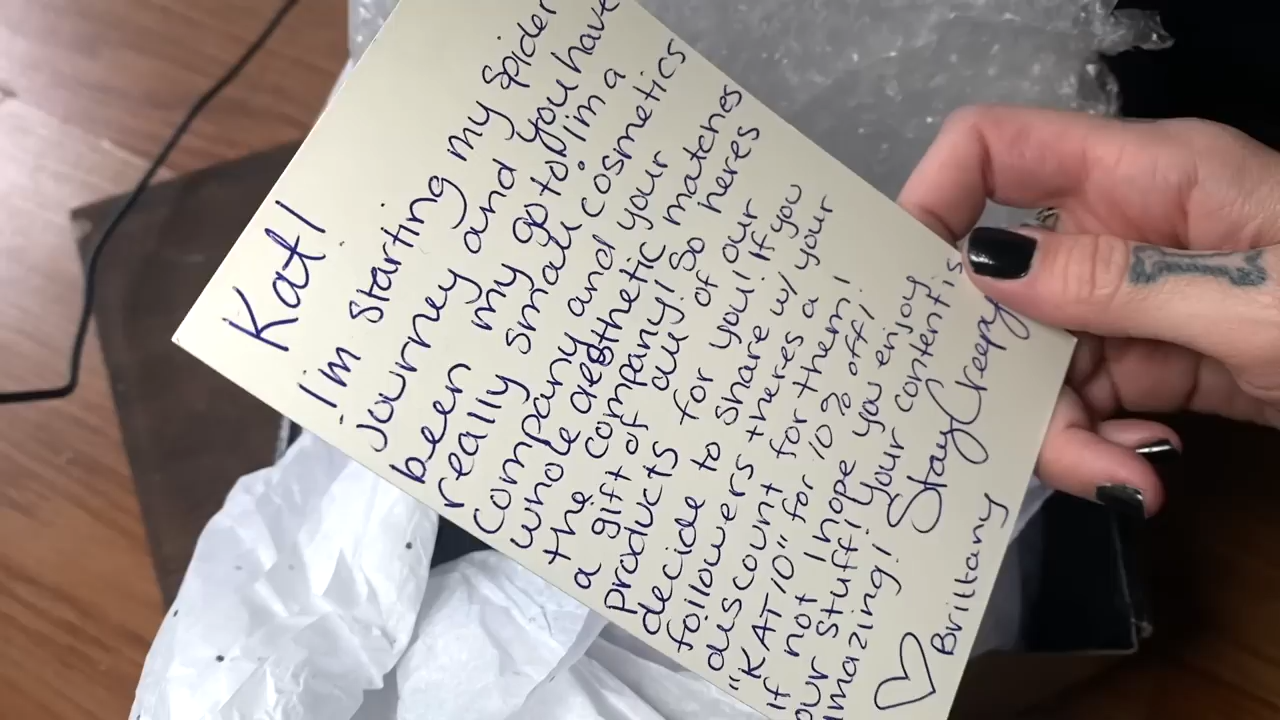 Kat!
I'm starting my spider
journey and you have
been my go to! im a
really small cosmetics
company and your
whole aesthetic matches
the company! So heres
a gift of all of our
products for you! if you
decide to share w/ your
followers theres a
discount for them!
"KAT10" for 10% off!
if not I hope you enjoy
our stuff! Your content is
amazing! Stay Creepy
♡ Brittany